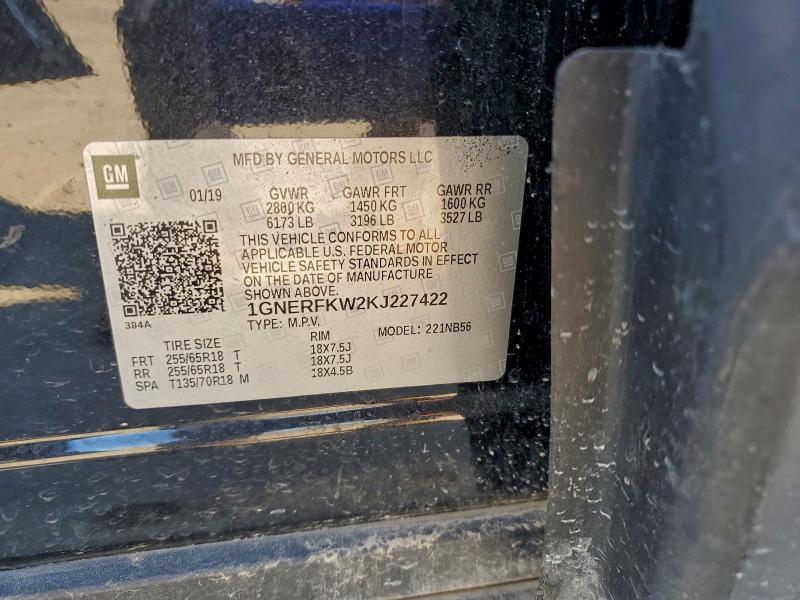 GM
MFD BY GENERAL MOTORS LLC
01/19 GVWR GAWR FRT GAWR RR
2800 KG 1450 KG 1600 KG
6173 LB 3196 LB 3527 LB
THIS VEHICLE CONFORMS TO ALL
APPLICABLE U.S. FEDERAL MOTOR
VEHICLE SAFETY STANDARDS IN EFFECT
ON THE DATE OF MANUFACTURE
SHOWN ABOVE.
1GNERFKW2KJ227422
384A
TYPE: M.P.V. MODEL: 221NB56
TIRE SIZE RIM
FRT 255/65R18 T 18X7.5J
RR 255/65R18 T 18X7.5J
SPA T135/70R18 M 18X4.5B